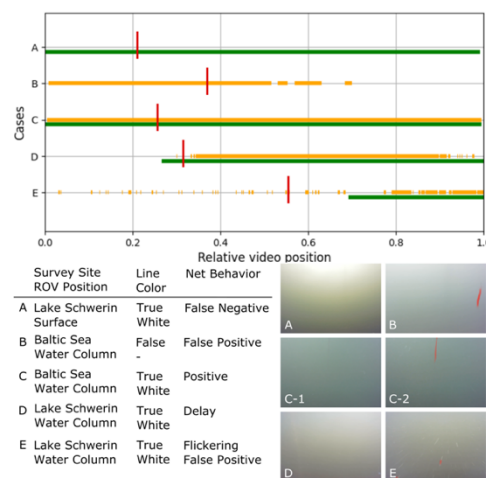 A
B
C
D
E
Cases
0.0 0.2 0.4 0.6 0.8 1.0
Relative video position
Survey Site Line Net Behavior
ROV Position Color
A Lake Schwerin True False Negative
Surface White
B Baltic Sea False False Positive
Water Column -
C Baltic Sea True Positive
Water Column White
D Lake Schwerin True Delay
Water Column White
E Lake Schwerin True Flickering
Water Column White False Positive
A B
C-1 C-2
D E